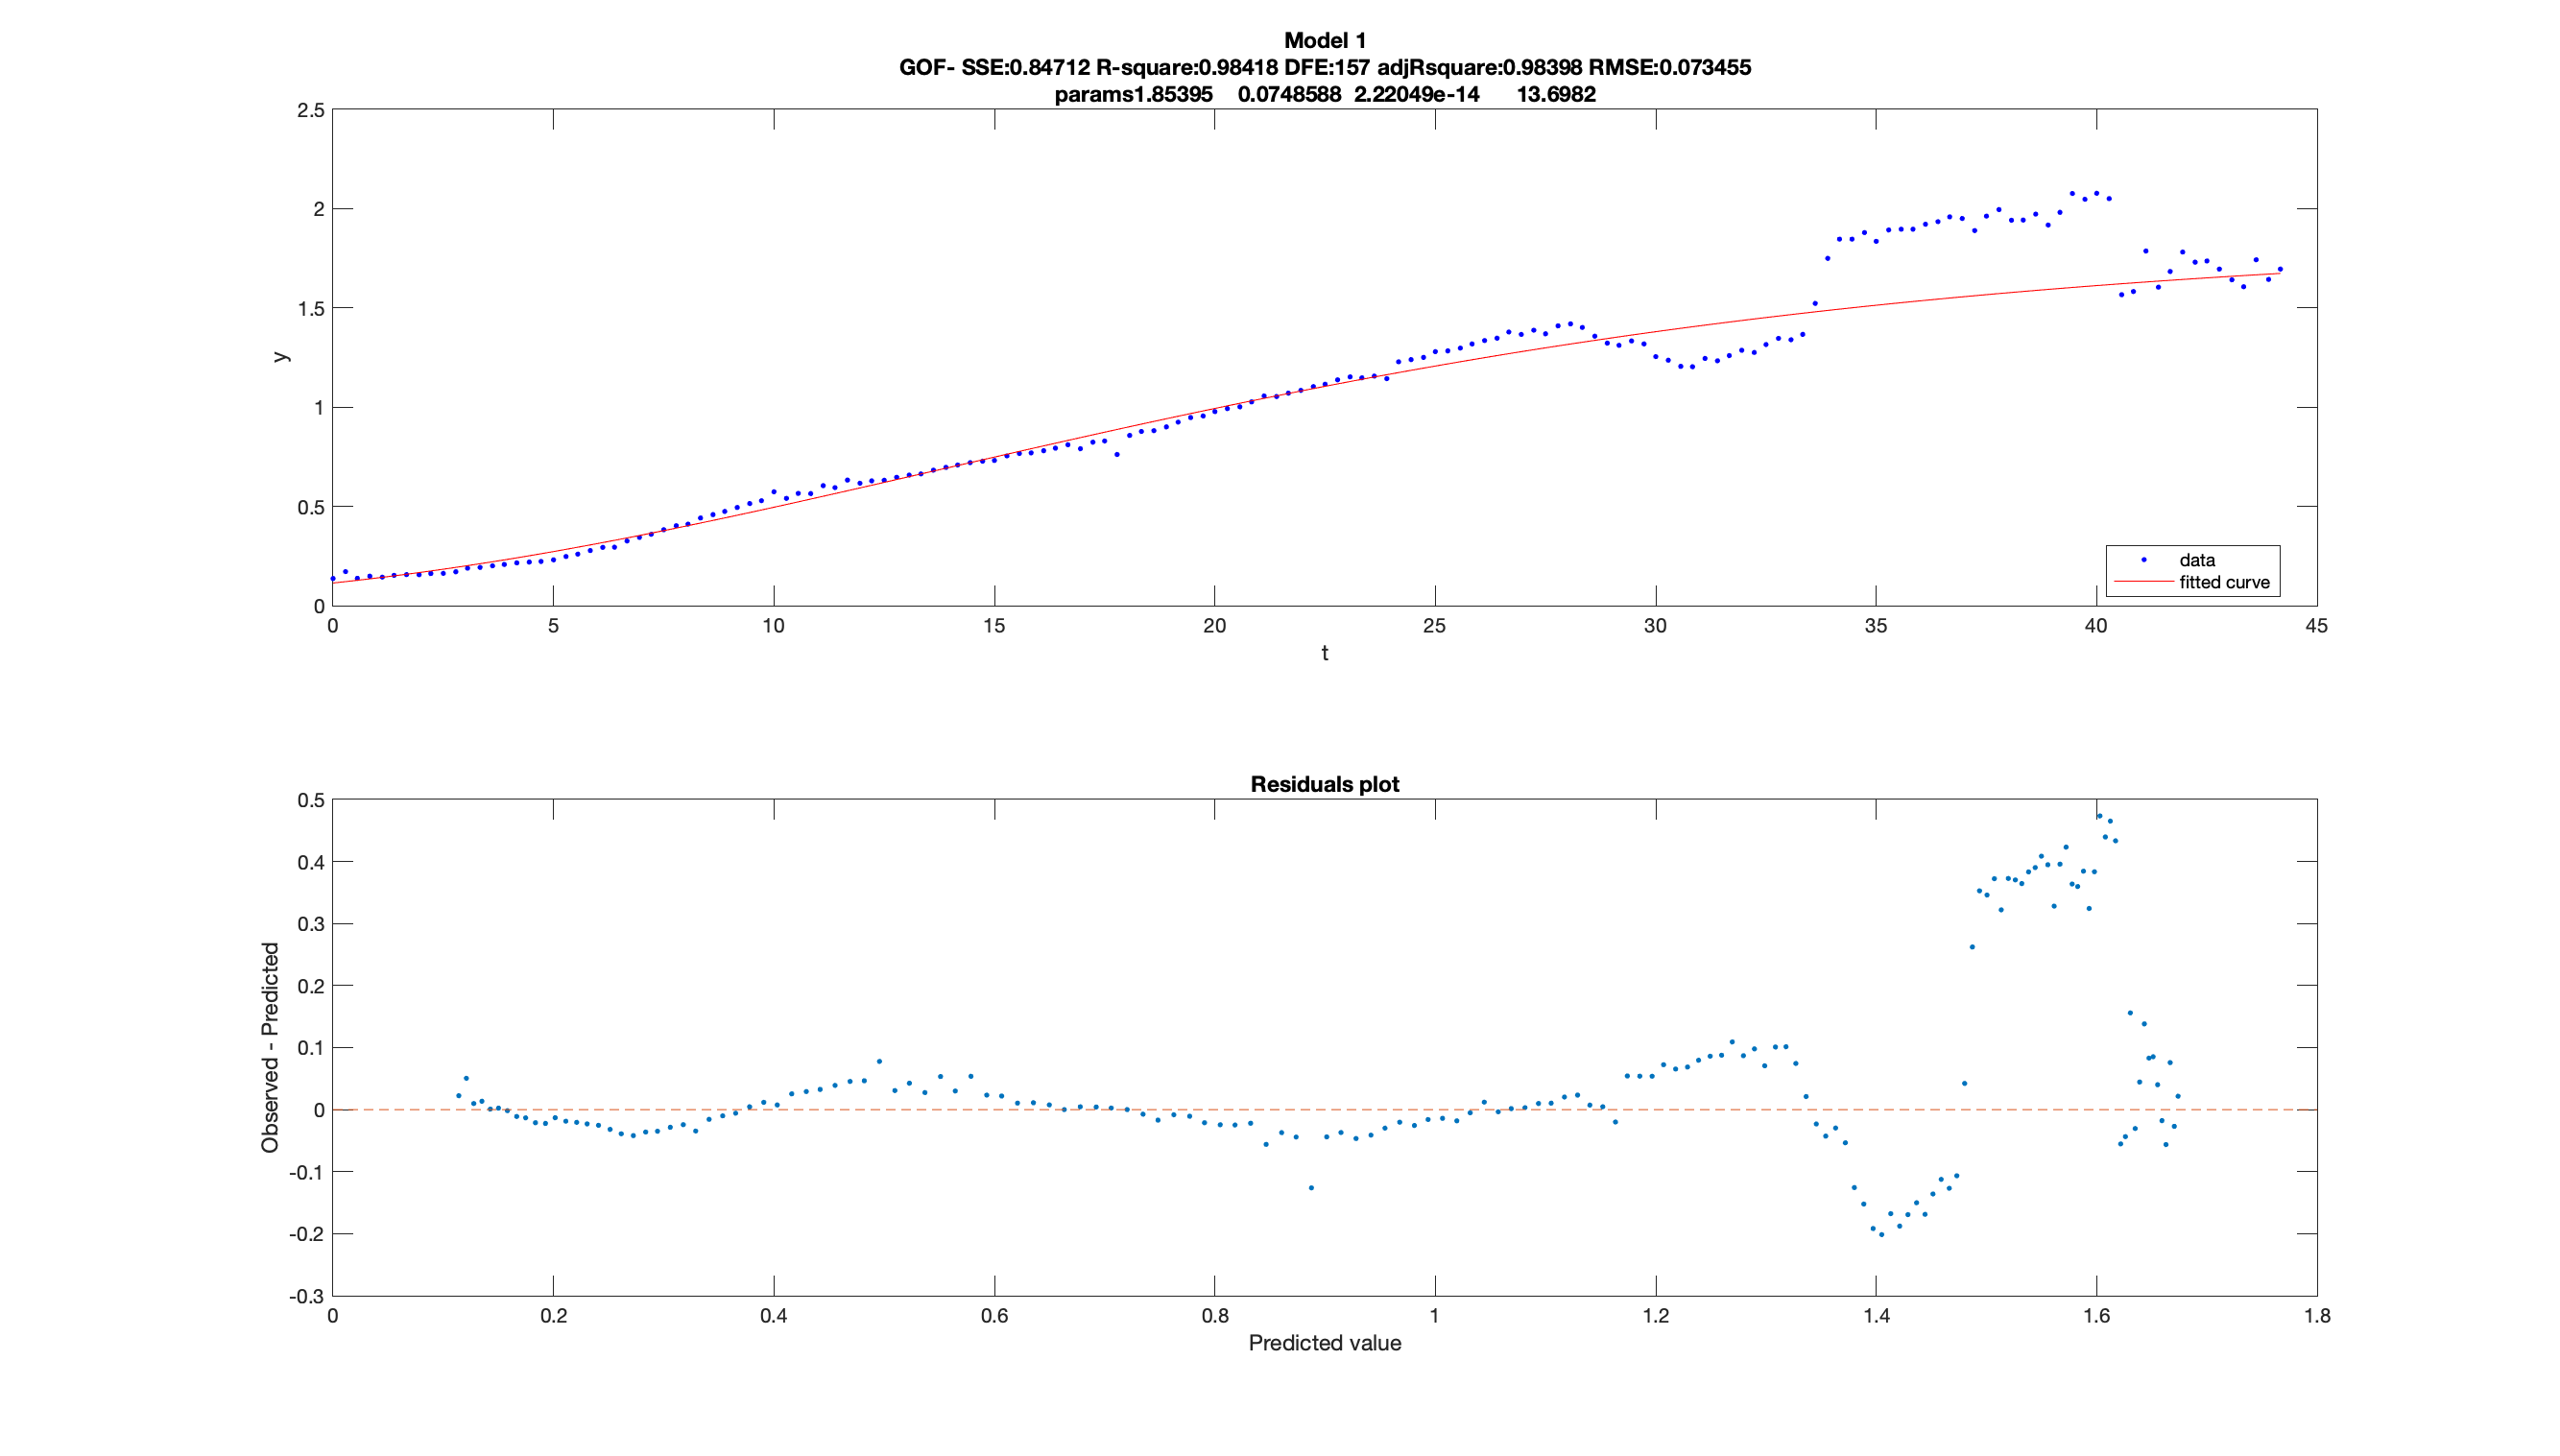 Model 1
GOF- SSE:0.84712 R-square:0.98418 DFE:157 adjRsquare:0.98398 RMSE:0.073455
params1.85395 0.0748588 2.22049e-14 13.6982
2.5
2
1.5
1
0.5
0
y
0 5 10 15 20 25 30 35 40 45
t
data
fitted curve
Residuals plot
0.5
0.4
0.3
0.2
0.1
0
-0.1
-0.2
-0.3
Observed - Predicted
0 0.2 0.4 0.6 0.8 1 1.2 1.4 1.6 1.8
Predicted value